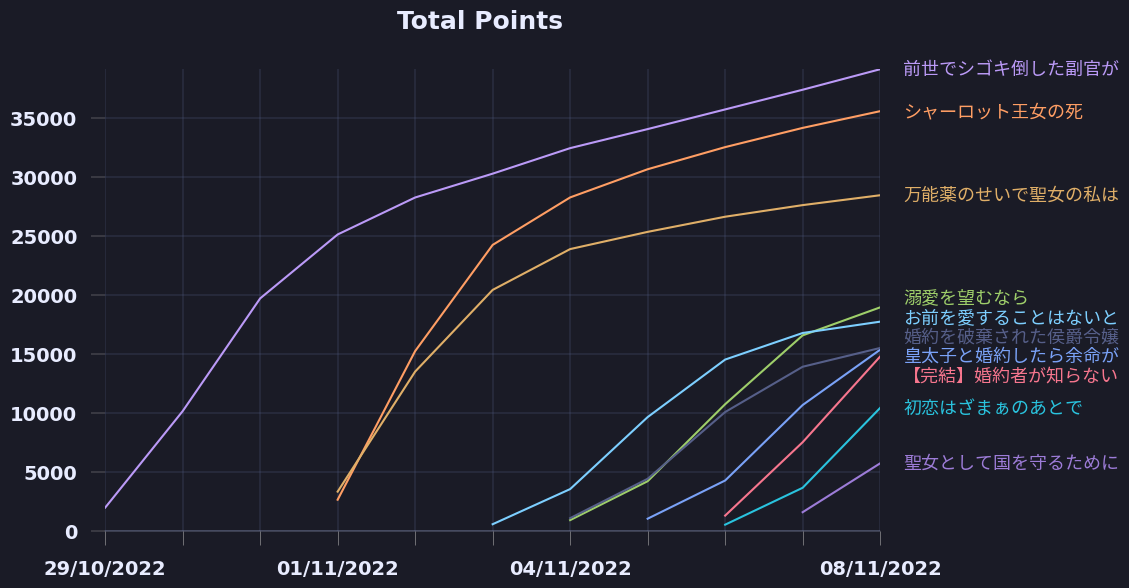 Total Points
前世でシゴキ倒した副官が
シャーロット王女の死
35000
30000
万能薬のせいで聖女の私は
25000
20000
溺愛を望むなら
お前を愛することはないと
婚約を破棄された侯爵令嬢
15000
皇太子と婚約したら余命が
【完結】婚約者が知らない
10000
初恋はざまぁのあとで
5000
聖女として国を守るために
0
29/10/2022
01/11/2022
04/11/2022
08/11/2022